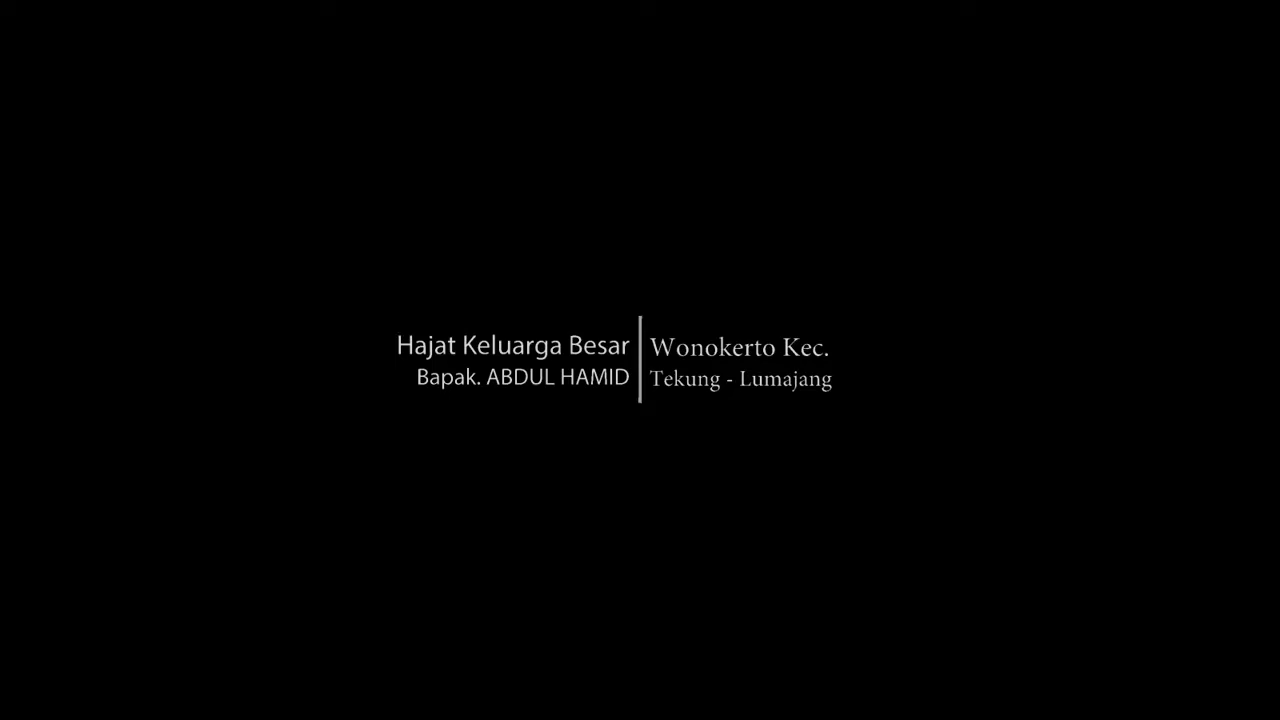 Hajat Keluarga Besar
Bapak. ABDUL HAMID
Wonokerto Kec.
Tekung - Lumajang